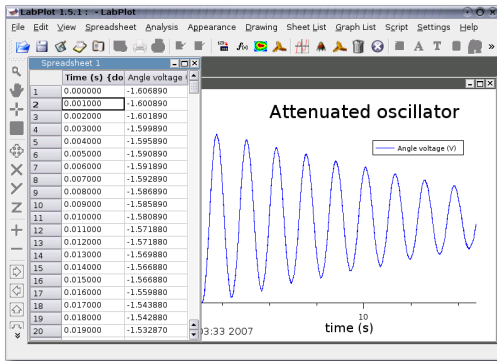 LabPlot 1.5.1 : - LabPlot
File Edit View Spreadsheet Analysis Appearance Drawing Sheet List Graph List Script Settings Help
Spreadsheet 1
Time (s) {do Angle voltage
1 0.000000 -1.606890
2 0.001000 -1.600890
3 0.002000 -1.601890
4 0.003000 -1.599890
5 0.004000 -1.595890
6 0.005000 -1.590890
7 0.006000 -1.591890
8 0.007000 -1.592890
9 0.008000 -1.586890
10 0.009000 -1.585890
11 0.010000 -1.580890
12 0.011000 -1.571880
13 0.012000 -1.571880
14 0.013000 -1.569880
15 0.014000 -1.566880
16 0.015000 -1.566880
17 0.016000 -1.559880
18 0.017000 -1.543880
19 0.018000 -1.542880
20 0.019000 -1.532870
Attenuated oscillator
Angle voltage (V)
10
time (s)
03:33 2007